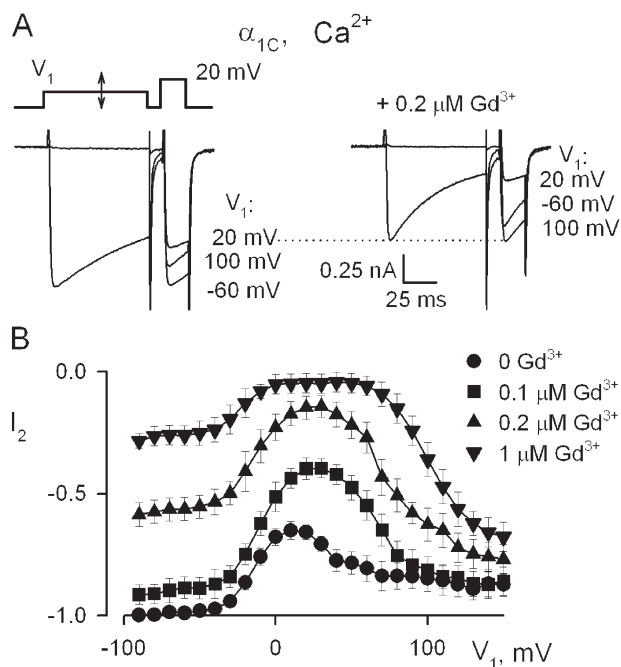 A
α1C, Ca2+
V1
20 mV
+ 0.2 μM Gd3+
V1:
20 mV
100 mV
-60 mV
V1:
20 mV
-60 mV
100 mV
0.25 nA
25 ms
B
I2
0.0
-0.5
-1.0
-100
0
100
V1, mV
0 Gd3+
0.1 μM Gd3+
0.2 μM Gd3+
1 μM Gd3+